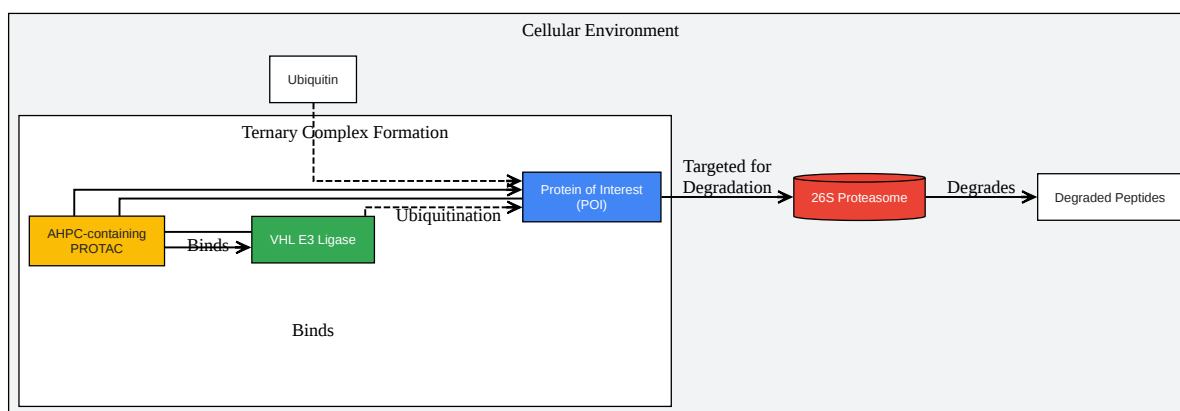 Cellular Environment
Ubiquitin
Ternary Complex Formation
AHPC-containing
PROTAC
Binds
VHL E3 Ligase
Ubiquitination
Protein of Interest
(POI)
Targeted for
Degradation
26S Proteasome
Degrades
Degraded Peptides
Binds